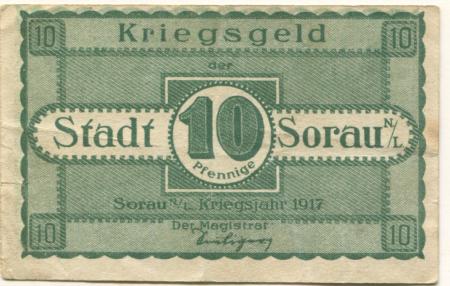 10 Kriegsgeld 10
der
Stadt 10 Sorau N/L
Pfennige
Sorau N/L. Kriegsjahr 1917
Der Magistrat
10 10